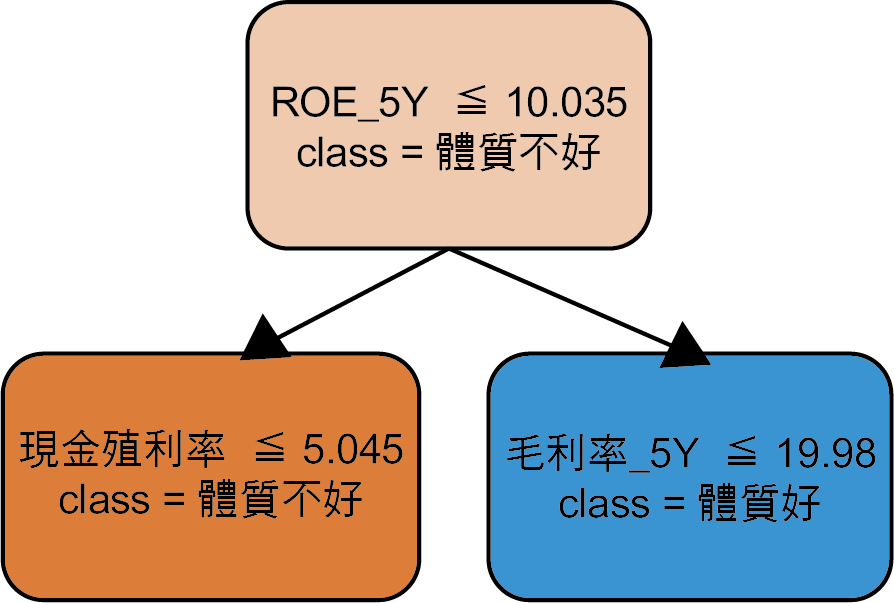 ROE_5Y ≦ 10.035
class = 體質不好
現金殖利率 ≦ 5.045
class = 體質不好
毛利率_5Y ≦ 19.98
class = 體質好